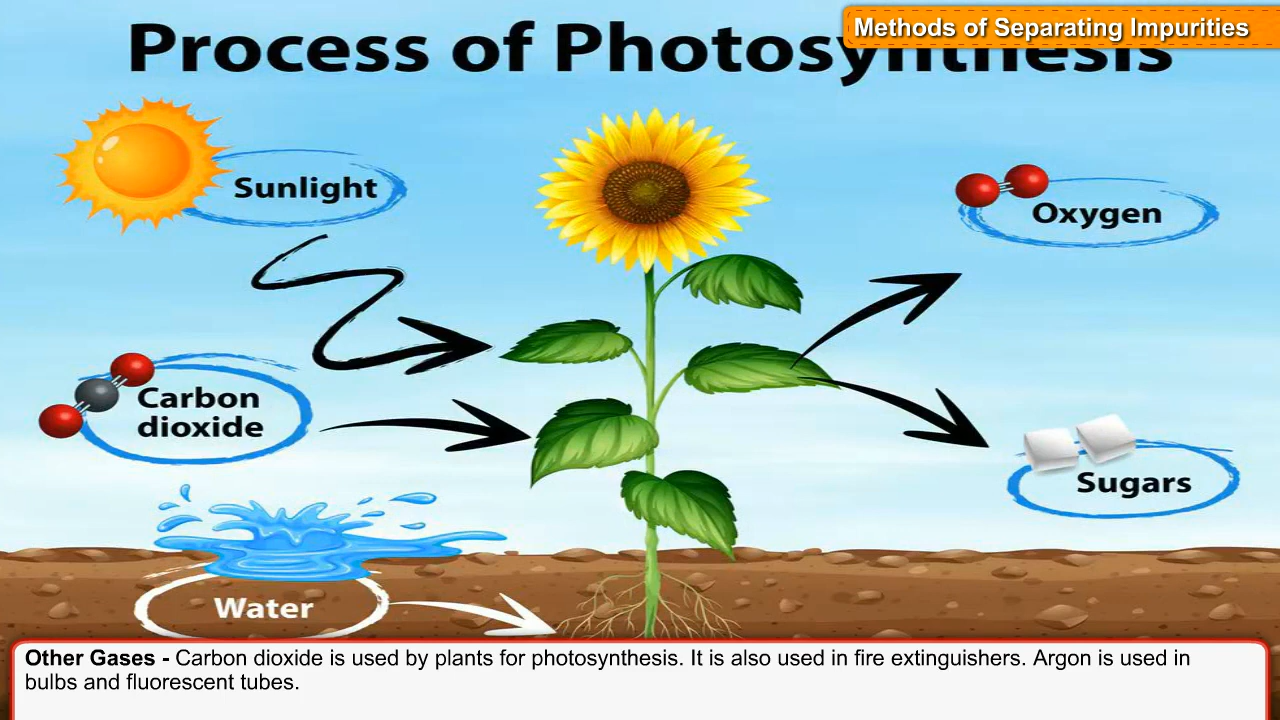 Methods of Separating Impurities
Process of Photosynthesis
Sunlight
Oxygen
Carbon
dioxide
Sugars
Water
Other Gases - Carbon dioxide is used by plants for photosynthesis. It is also used in fire extinguishers. Argon is used in
bulbs and fluorescent tubes.